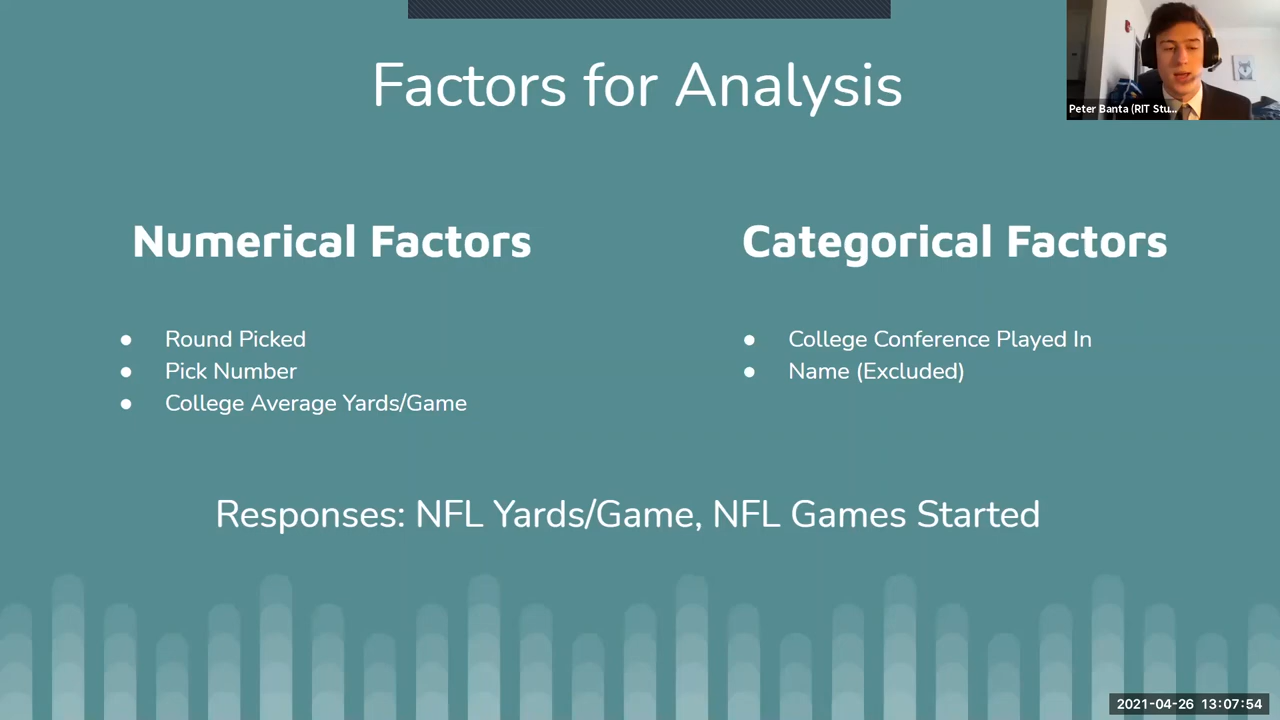 Factors for Analysis
Peter Banta (RIT Stu...
Numerical Factors
● Round Picked
● Pick Number
● College Average Yards/Game
Categorical Factors
● College Conference Played In
● Name (Excluded)
Responses: NFL Yards/Game, NFL Games Started
2021-04-26 13:07:54